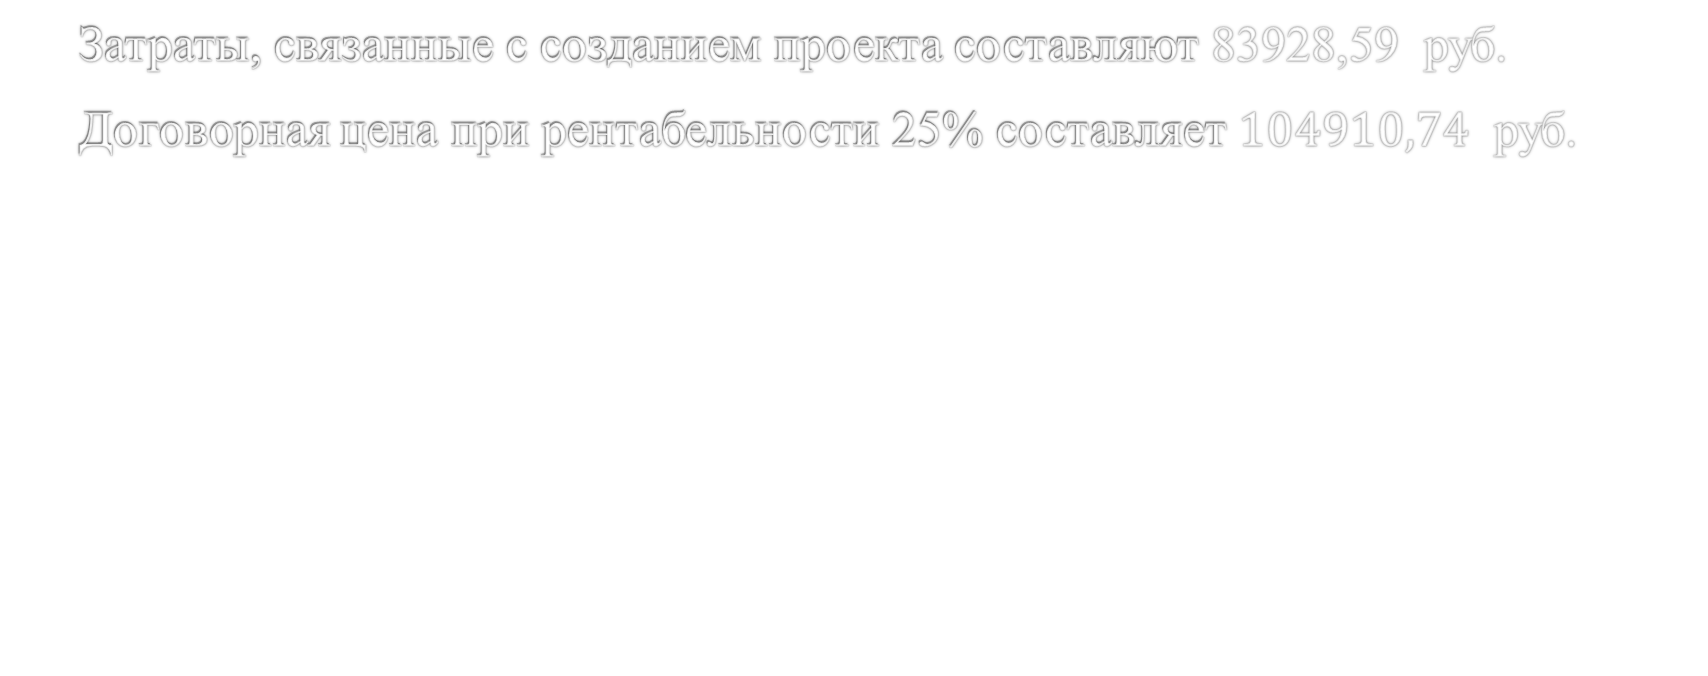 Затраты, связанные с созданием проекта составляют 83928,59 руб.
Договорная цена при рентабельности 25% составляет 104910,74 руб.